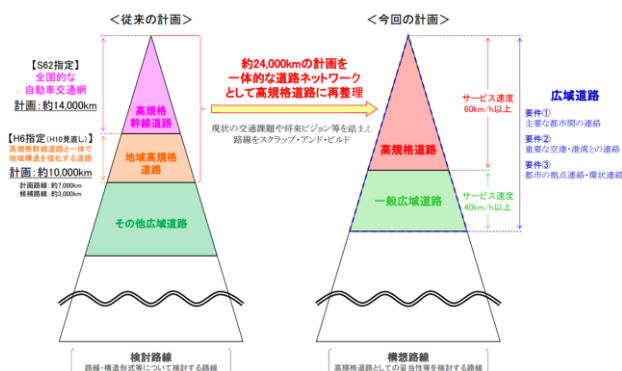 ＜従来の計画＞
【S62指定】
全国的な
自動車交通網
計画：約14,000km
高規格
幹線道路
【H6指定(H10見直し)】
高規格幹線道路と一体で
地域構造を強化する道路
計画：約10,000km
計画路線：約7,000km
候補路線：約3,000km
地域高規格
道路
その他広域道路
検討路線
路線・構造形式等について検討する路線
約24,000kmの計画を
一体的な道路ネットワーク
として高規格道路に再整理
現状の交通課題や将来ビジョン等を踏まえ
路線をスクラップ・アンド・ビルド
＜今回の計画＞
高規格道路
一般広域道路
サービス速度
60km/h以上
サービス速度
40km/h以上
広域道路
要件①
主要な都市間の連絡
要件②
重要な空港・港湾との連絡
要件③
都市の拠点連絡・環状連絡
構想路線
高規格道路としての妥当性等を検討する路線